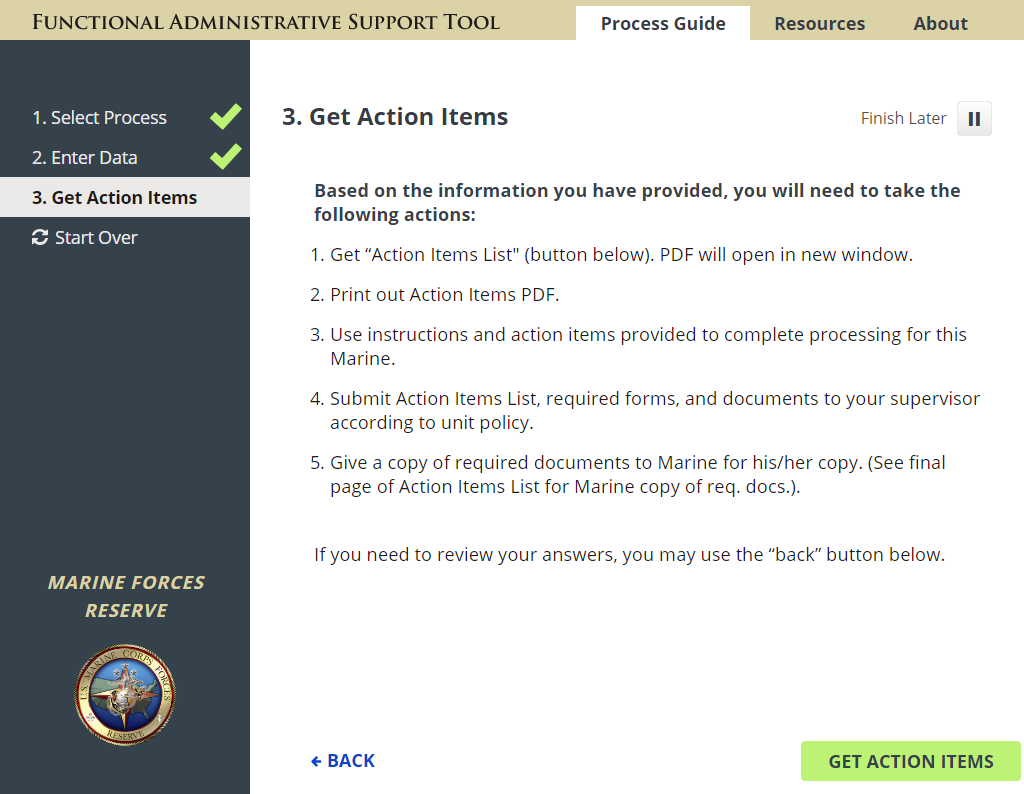 FUNCTIONAL ADMINISTRATIVE SUPPORT TOOL
Process Guide
Resources
About
1. Select Process
2. Enter Data
3. Get Action Items
Start Over
MARINE FORCES
RESERVE
U.S. MARINE CORPS FORCES
RESERVE
3. Get Action Items
Finish Later
Based on the information you have provided, you will need to take the
following actions:
1. Get “Action Items List" (button below). PDF will open in new window.
2. Print out Action Items PDF.
3. Use instructions and action items provided to complete processing for this
Marine.
4. Submit Action Items List, required forms, and documents to your supervisor
according to unit policy.
5. Give a copy of required documents to Marine for his/her copy. (See final
page of Action Items List for Marine copy of req. docs.).
If you need to review your answers, you may use the “back” button below.
BACK
GET ACTION ITEMS